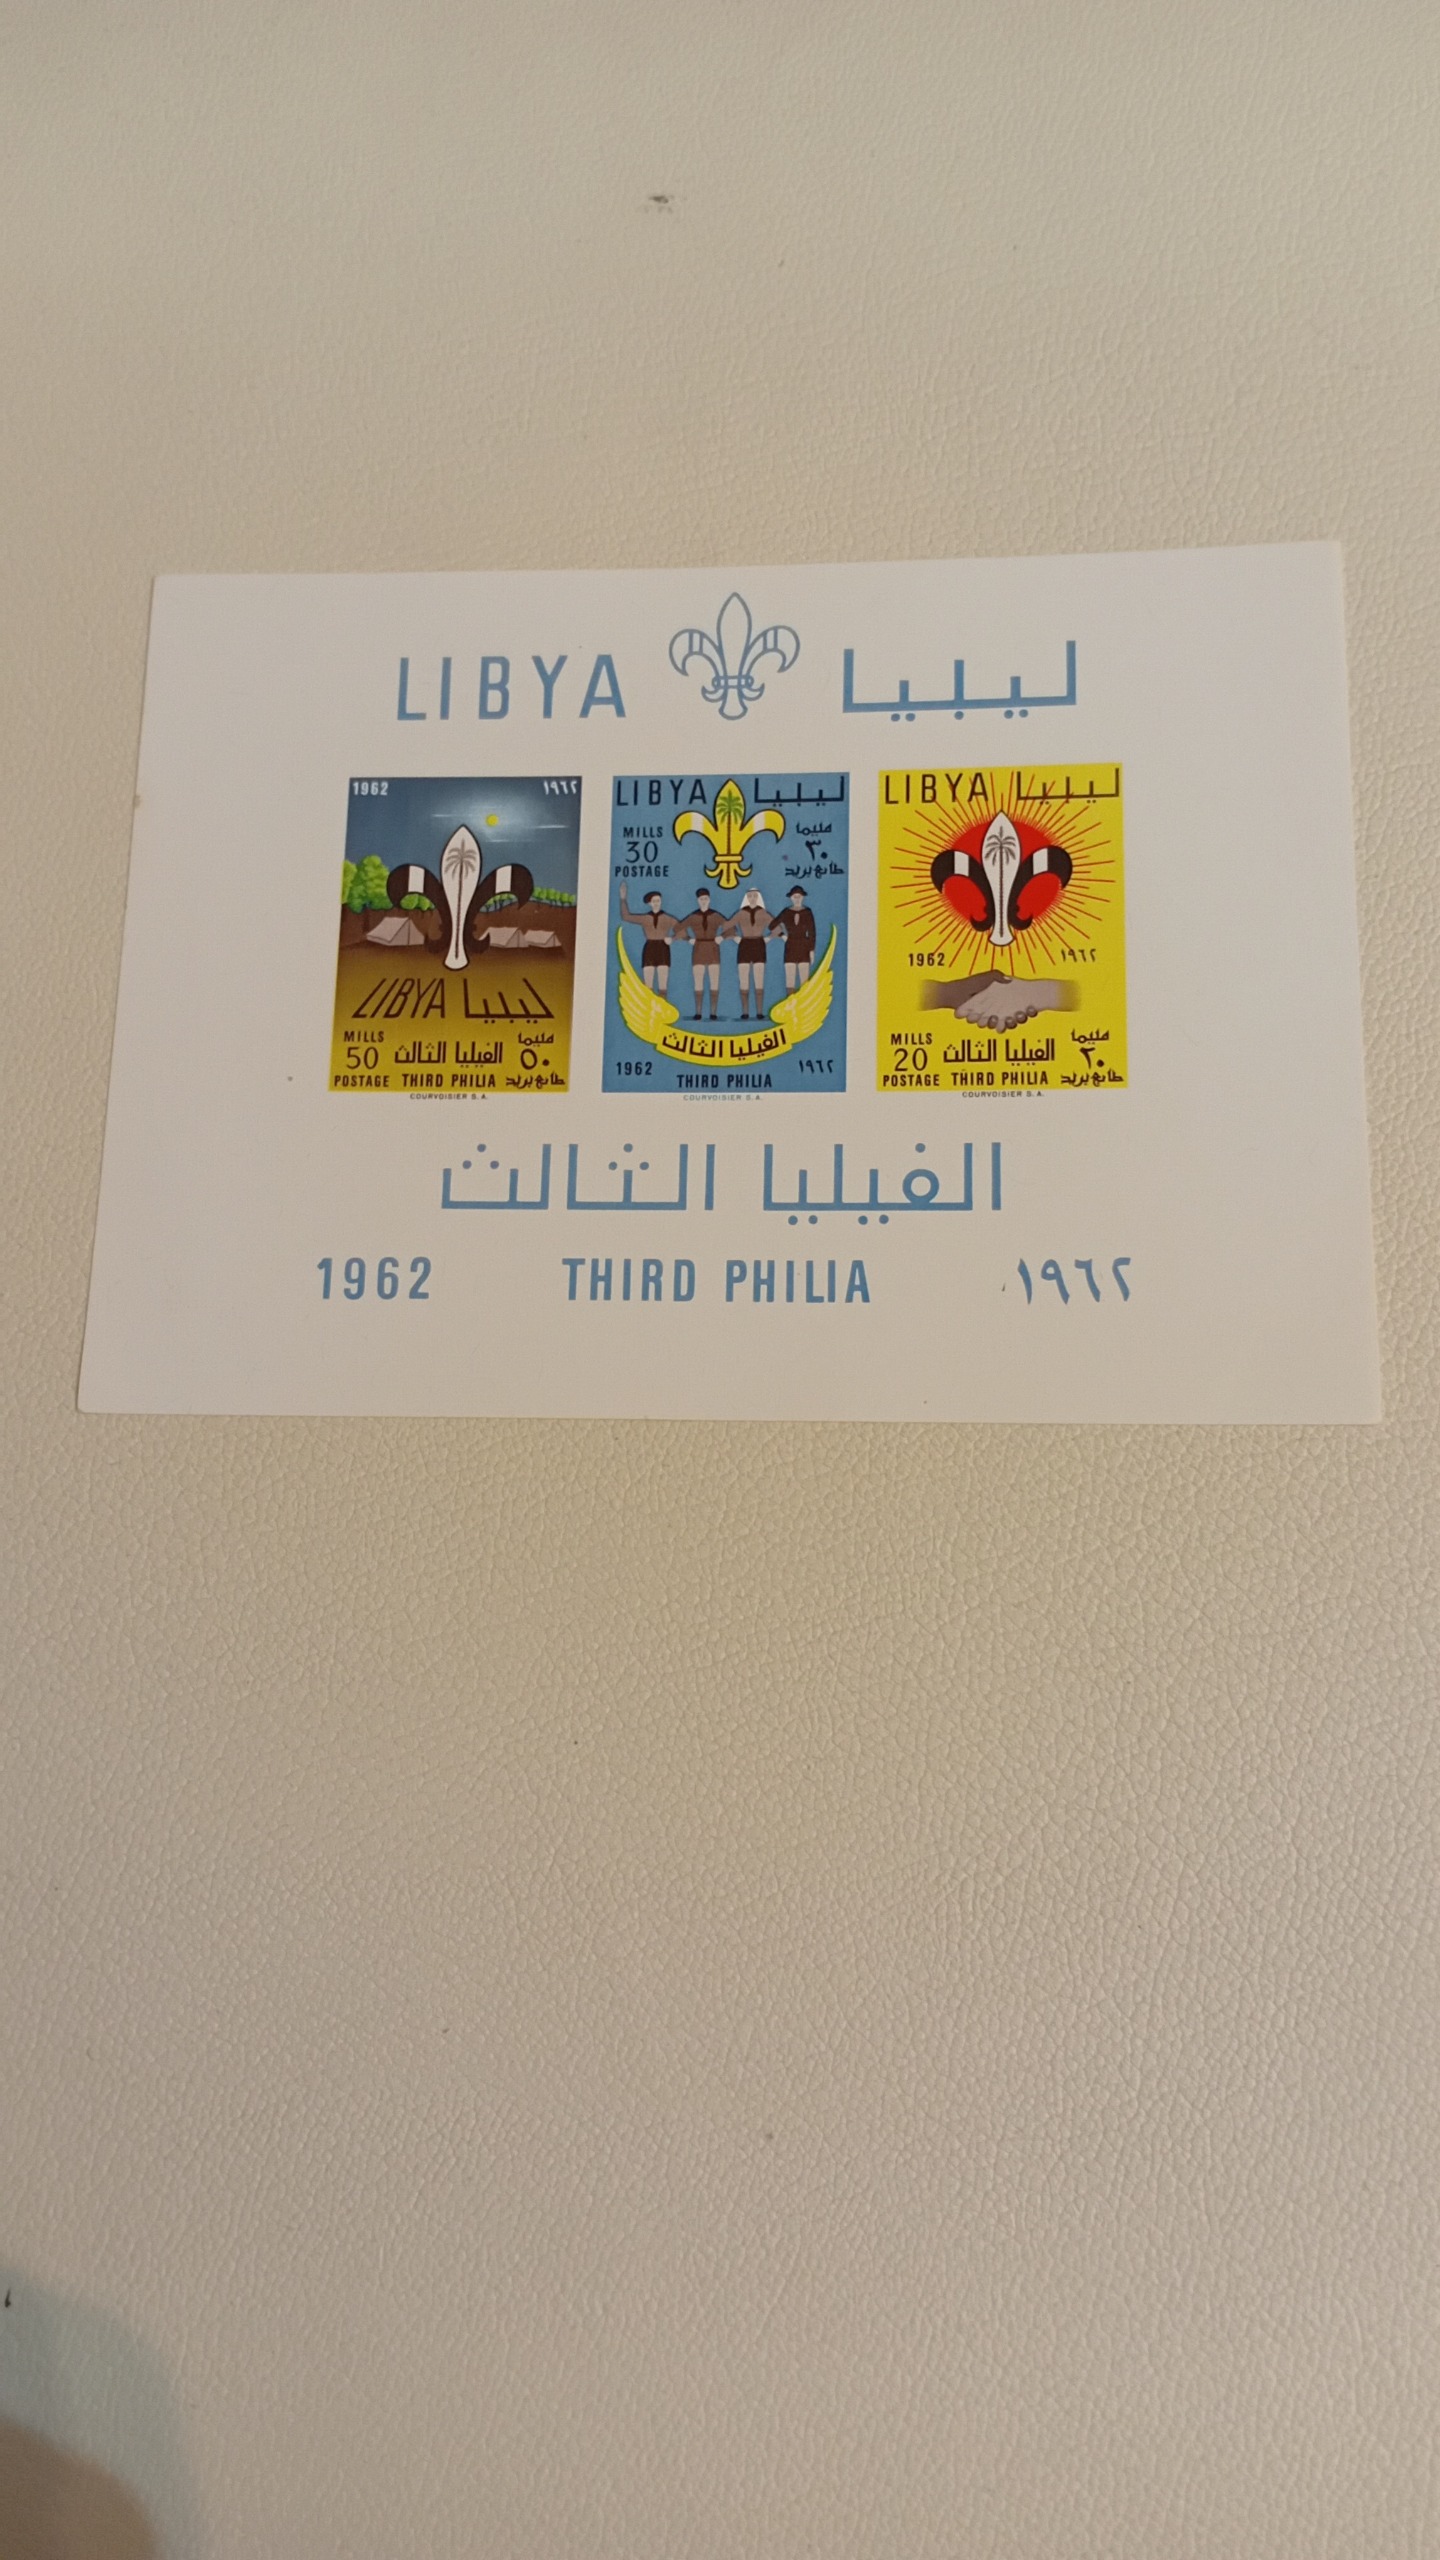 LIBYA ليبيا
1962 ١٩٦٢
LIBYA ليبيا
MILLS مليما
50 الفيليا الثالث ٥٠
POSTAGE THIRD PHILIA طابع بريد
COURVOISIER S.A.
LIBYA ليبيا
MILLS مليما
30 ٣٠
POSTAGE طابع بريد
الفيليا الثالث
1962 ١٩٦٢
THIRD PHILIA
COURVOISIER S.A.
LIBYA ليبيا
1962 ١٩٦٢
MILLS مليما
20 الفيليا الثالث ٢٠
POSTAGE THIRD PHILIA طابع بريد
COURVOISIER S.A.
الفيليا الثالث
1962 THIRD PHILIA ١٩٦٢